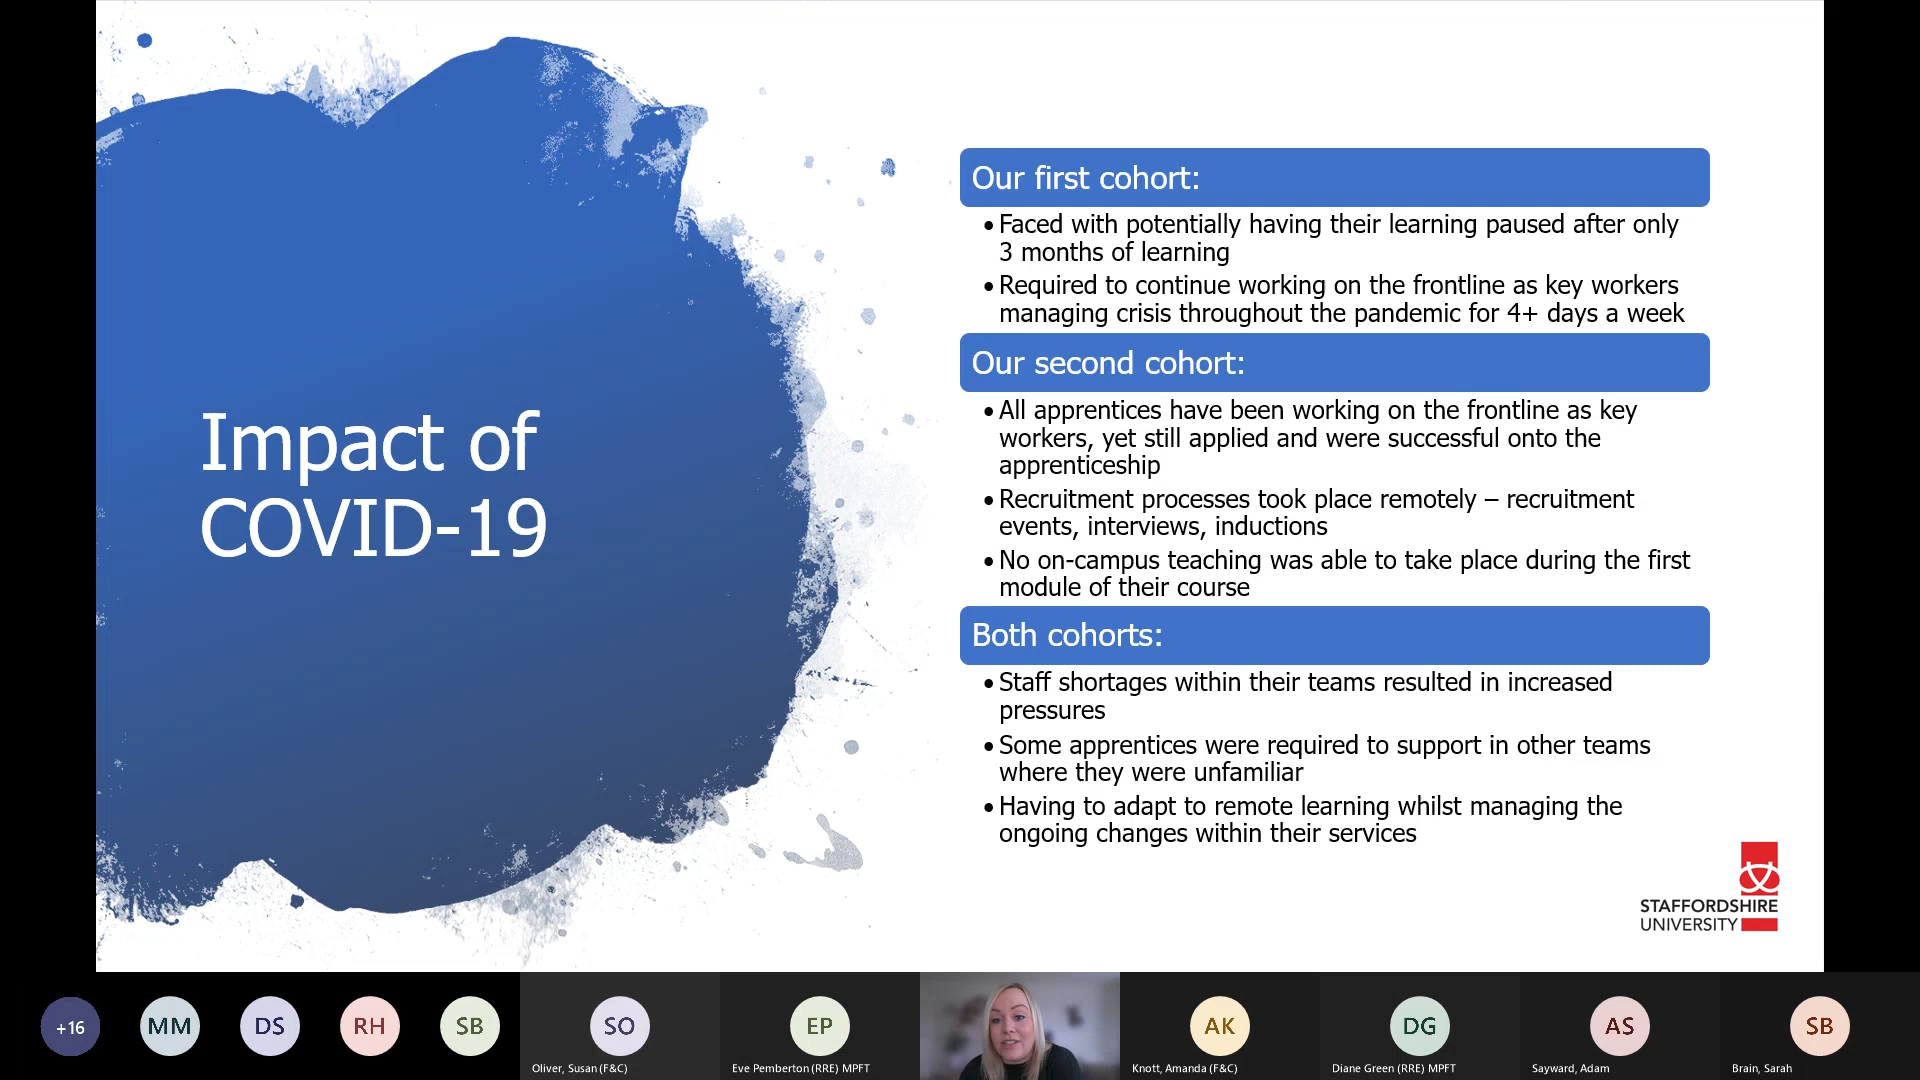 Impact of
COVID-19
Our first cohort:
•Faced with potentially having their learning paused after only
3 months of learning
•Required to continue working on the frontline as key workers
managing crisis throughout the pandemic for 4+ days a week
Our second cohort:
•All apprentices have been working on the frontline as key
workers, yet still applied and were successful onto the
apprenticeship
•Recruitment processes took place remotely – recruitment
events, interviews, inductions
•No on-campus teaching was able to take place during the first
module of their course
Both cohorts:
•Staff shortages within their teams resulted in increased
pressures
•Some apprentices were required to support in other teams
where they were unfamiliar
•Having to adapt to remote learning whilst managing the
ongoing changes within their services
STAFFORDSHIRE
UNIVERSITY
+16 MM DS RH SB SO EP AK DG AS SB
Oliver, Susan (F&C) Eve Pemberton (RRE) MPFT Knott, Amanda (F&C) Diane Green (RRE) MPFT Sayward, Adam Brain, Sarah